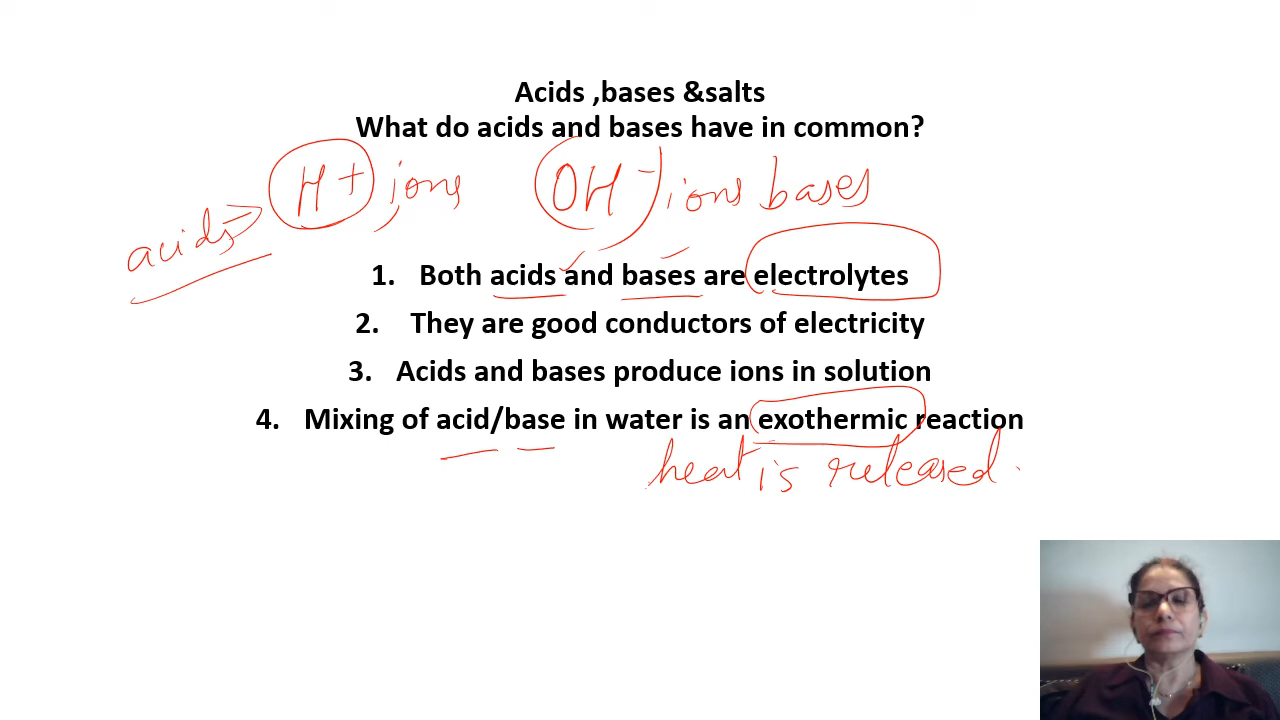 Acids ,bases &salts
What do acids and bases have in common?
acids → H+ ions OH- ions bases
1. Both acids and bases are electrolytes
2. They are good conductors of electricity
3. Acids and bases produce ions in solution
4. Mixing of acid/base in water is an exothermic reaction
heat is released.